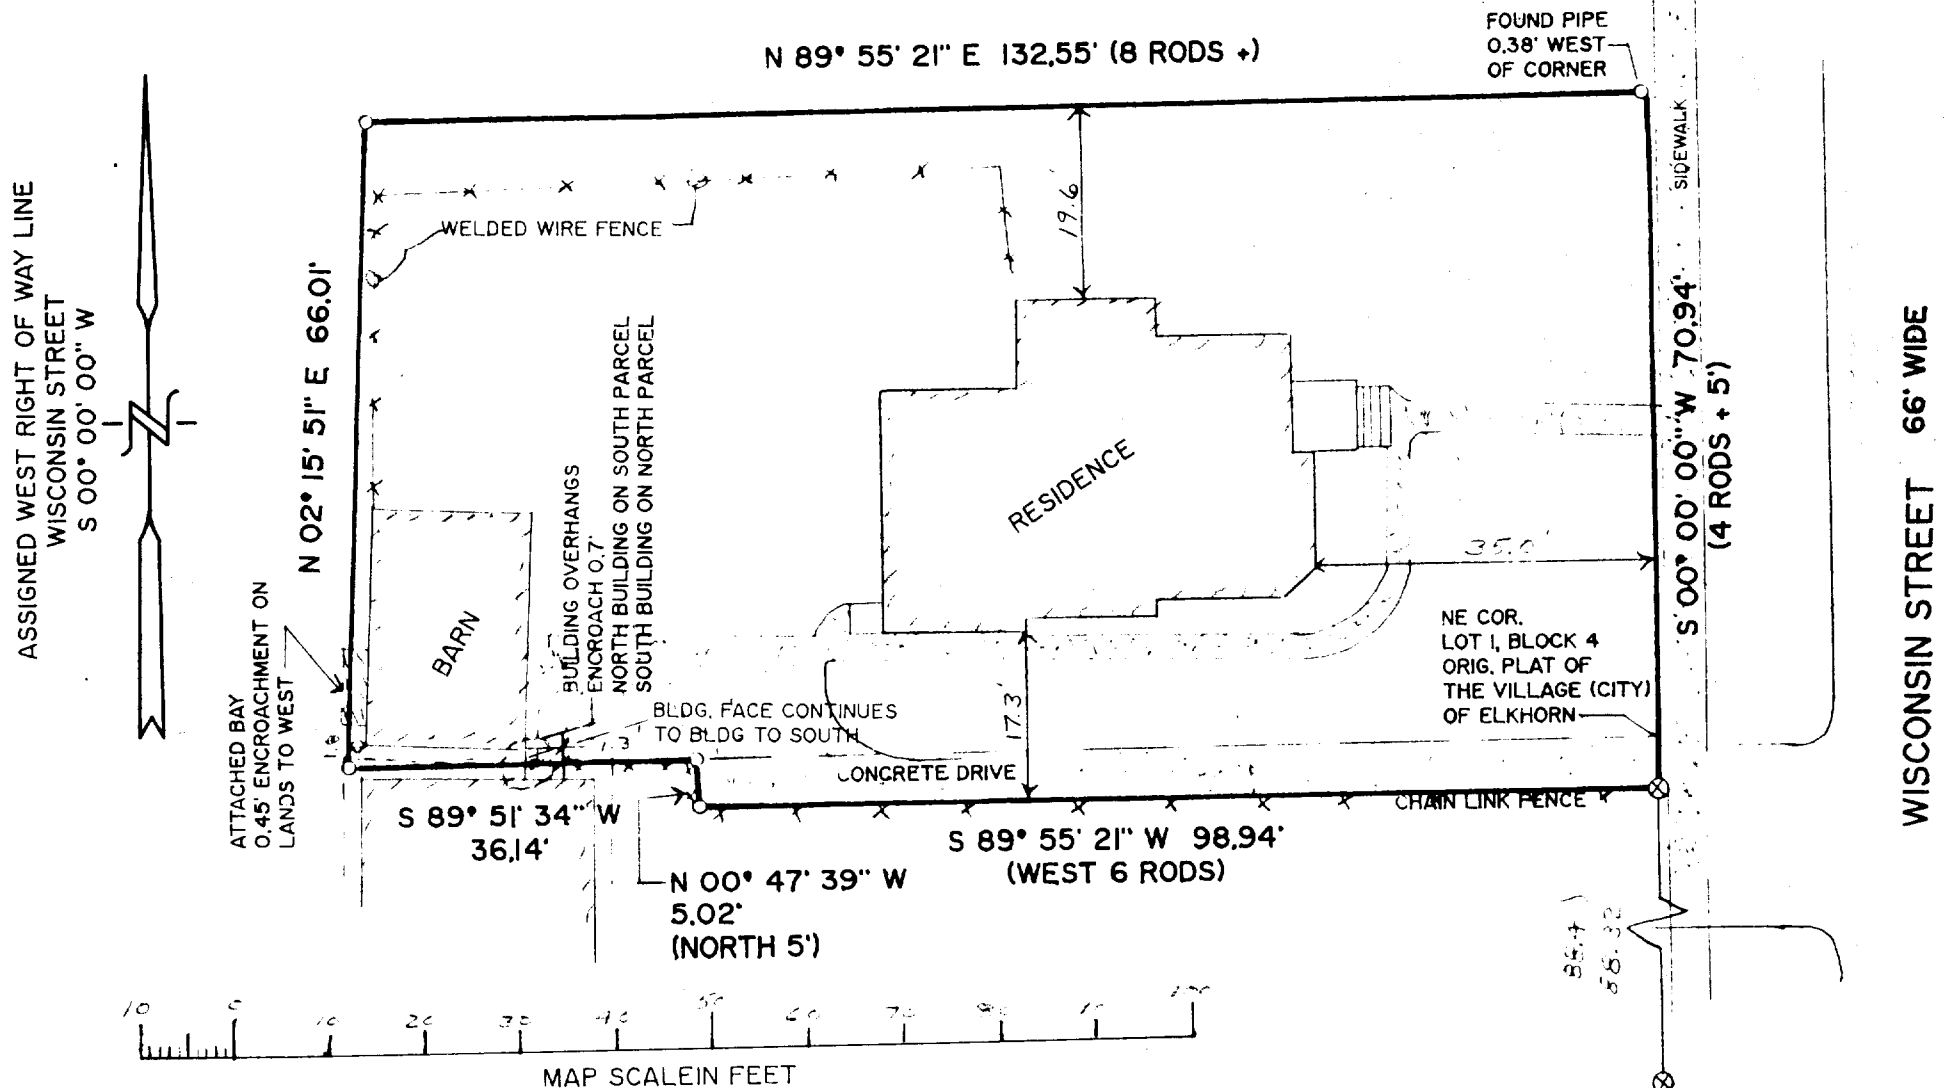 FOUND PIPE
0.38' WEST
OF CORNER
N 89° 55' 21" E 132.55' (8 RODS +)
SIDEWALK
ASSIGNED WEST RIGHT OF WAY LINE
WISCONSIN STREET
S 00° 00' 00" W
N
WELDED WIRE FENCE
19.6'
N 02° 15' 51" E 66.01'
S 00° 00' 00" W 70.94'
(4 RODS + 5')
WISCONSIN STREET 66' WIDE
RESIDENCE
35.0'
BUILDING OVERHANGS
ENCROACH 0.7'
NORTH BUILDING ON SOUTH PARCEL
SOUTH BUILDING ON NORTH PARCEL
BARN
ATTACHED BAY
0.45' ENCROACHMENT ON
LANDS TO WEST
NE COR.
LOT 1, BLOCK 4
ORIG. PLAT OF
THE VILLAGE (CITY)
OF ELKHORN
BLDG. FACE CONTINUES
TO BLDG TO SOUTH
17.3'
CONCRETE DRIVE
CHAIN LINK FENCE
S 89° 51' 34" W
36.14'
S 89° 55' 21" W 98.94'
(WEST 6 RODS)
N 00° 47' 39" W
5.02'
(NORTH 5')
88.32
10 0 10 20 30 40 50 60 70 100
MAP SCALEIN FEET